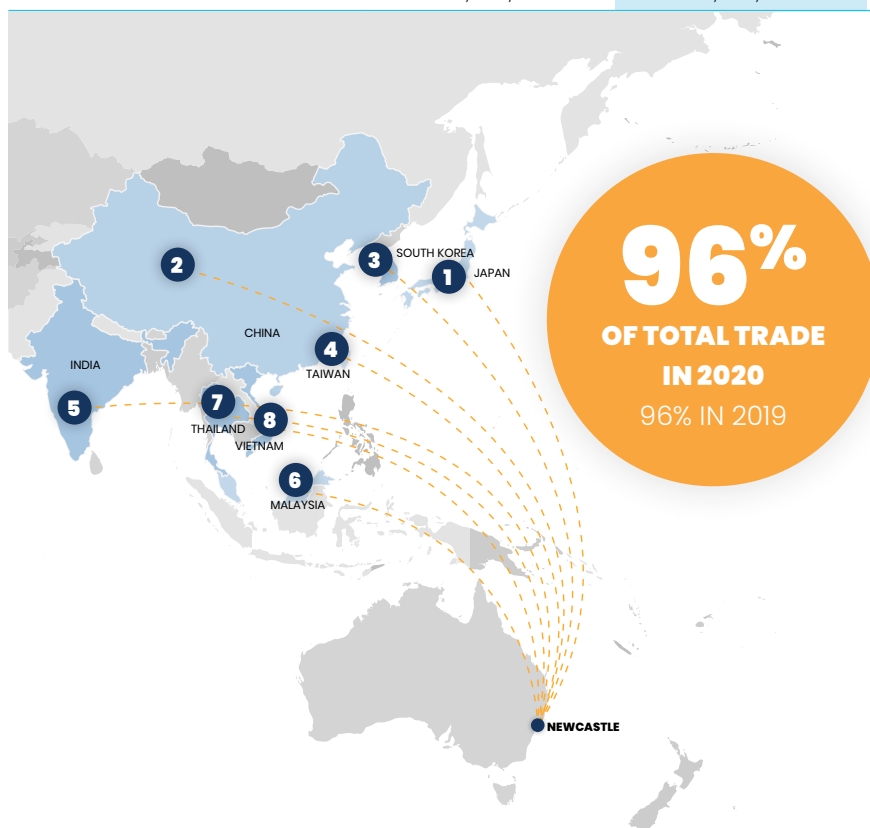 SOUTH KOREA
3
2
1
JAPAN
96%
OF TOTAL TRADE
IN 2020
96% IN 2019
CHINA
4
TAIWAN
INDIA
5
7
THAILAND
8
VIETNAM
6
MALAYSIA
NEWCASTLE